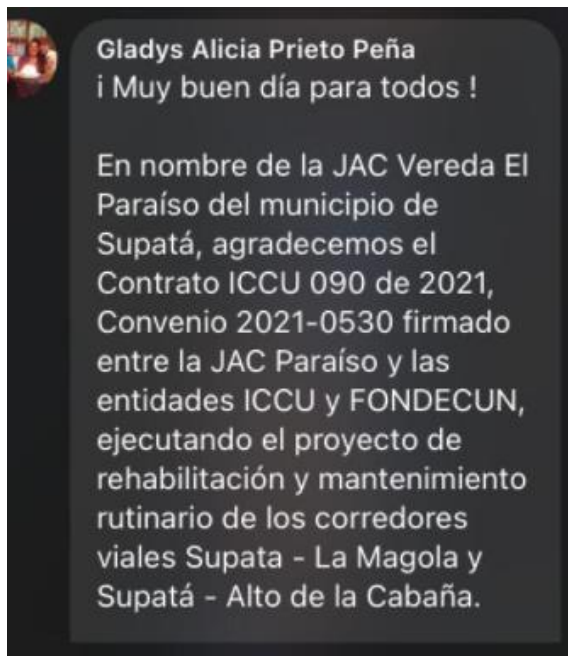 Gladys Alicia Prieto Peña
¡ Muy buen día para todos !
En nombre de la JAC Vereda El
Paraíso del municipio de
Supatá, agradecemos el
Contrato ICCU 090 de 2021,
Convenio 2021-0530 firmado
entre la JAC Paraíso y las
entidades ICCU y FONDECUN,
ejecutando el proyecto de
rehabilitación y mantenimiento
rutinario de los corredores
viales Supata - La Magola y
Supatá - Alto de la Cabaña.